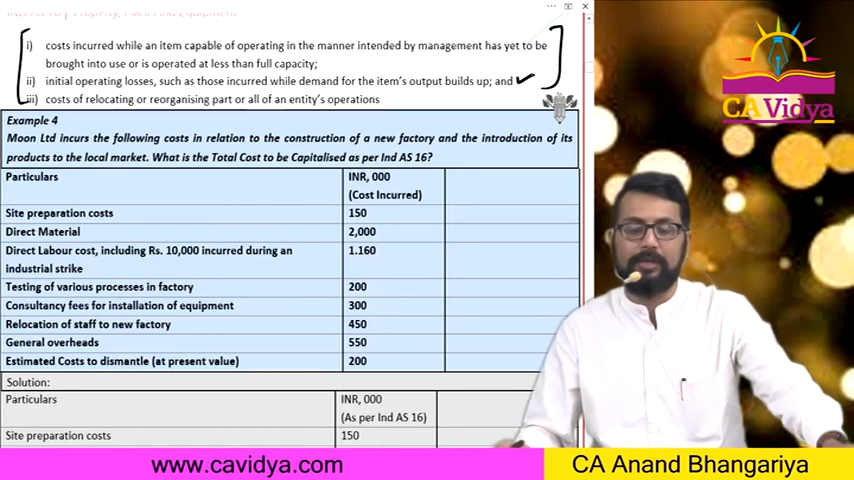 IND AS 16 | Property, Plant And Equipment
i) costs incurred while an item capable of operating in the manner intended by management has yet to be
brought into use or is operated at less than full capacity;
ii) initial operating losses, such as those incurred while demand for the item's output builds up; and
iii) costs of relocating or reorganising part or all of an entity's operations
CA Vidya
Example 4
Moon Ltd incurs the following costs in relation to the construction of a new factory and the introduction of its
products to the local market. What is the Total Cost to be Capitalised as per Ind AS 16?
Particulars INR, 000
(Cost Incurred)
Site preparation costs 150
Direct Material 2,000
Direct Labour cost, including Rs. 10,000 incurred during an 1.160
industrial strike
Testing of various processes in factory 200
Consultancy fees for installation of equipment 300
Relocation of staff to new factory 450
General overheads 550
Estimated Costs to dismantle (at present value) 200
Solution:
Particulars INR, 000
(As per Ind AS 16)
Site preparation costs 150
www.cavidya.com CA Anand Bhangariya